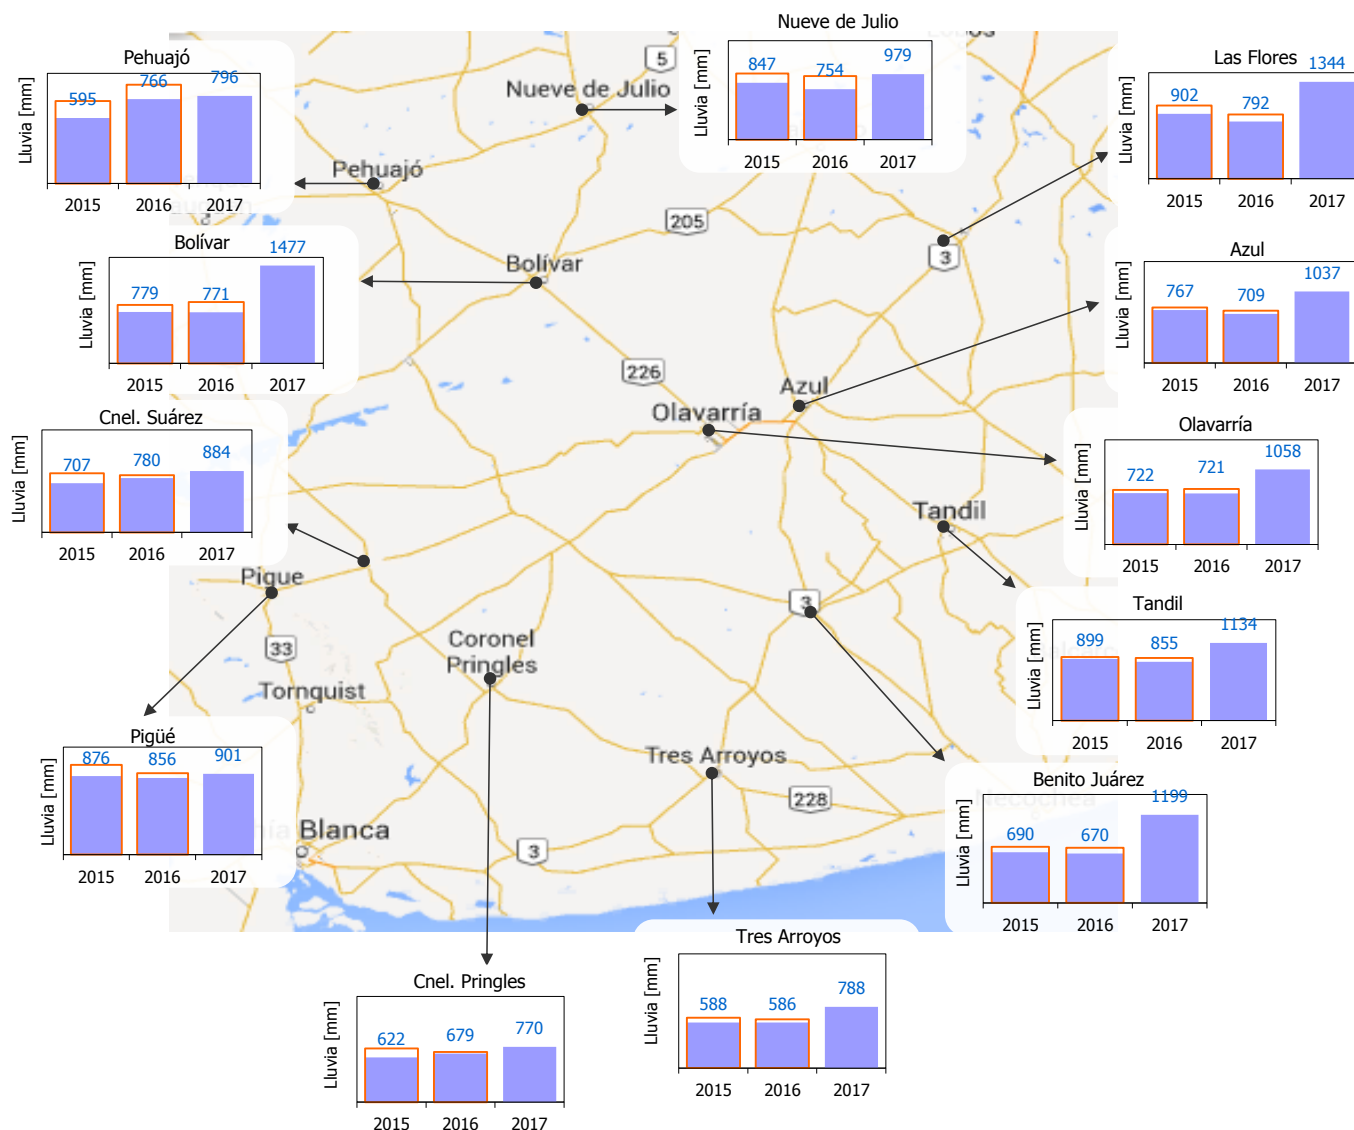 Nueve de Julio
Lluvia [mm]
847
754
979
2015
2016
2017
Pehuajó
Lluvia [mm]
595
766
796
2015
2016
2017
Las Flores
Lluvia [mm]
902
792
1344
2015
2016
2017
5
Nueve de Julio
Pehuajó
205
Bolívar
Lluvia [mm]
779
771
1477
2015
2016
2017
Bolívar
3
Azul
Lluvia [mm]
767
709
1037
2015
2016
2017
226
Azul
Olavarría
Cnel. Suárez
Lluvia [mm]
707
780
884
2015
2016
2017
Olavarría
Lluvia [mm]
722
721
1058
2015
2016
2017
Tandil
Pigue
3
Tandil
Lluvia [mm]
899
855
1134
2015
2016
2017
33
Coronel
Pringles
Tornquist
Pigüé
Lluvia [mm]
876
856
901
2015
2016
2017
Tres Arroyos
228
Benito Juárez
Lluvia [mm]
690
670
1199
2015
2016
2017
Necochea
Blanca
3
Tres Arroyos
Lluvia [mm]
588
586
788
2015
2016
2017
Cnel. Pringles
Lluvia [mm]
622
679
770
2015
2016
2017